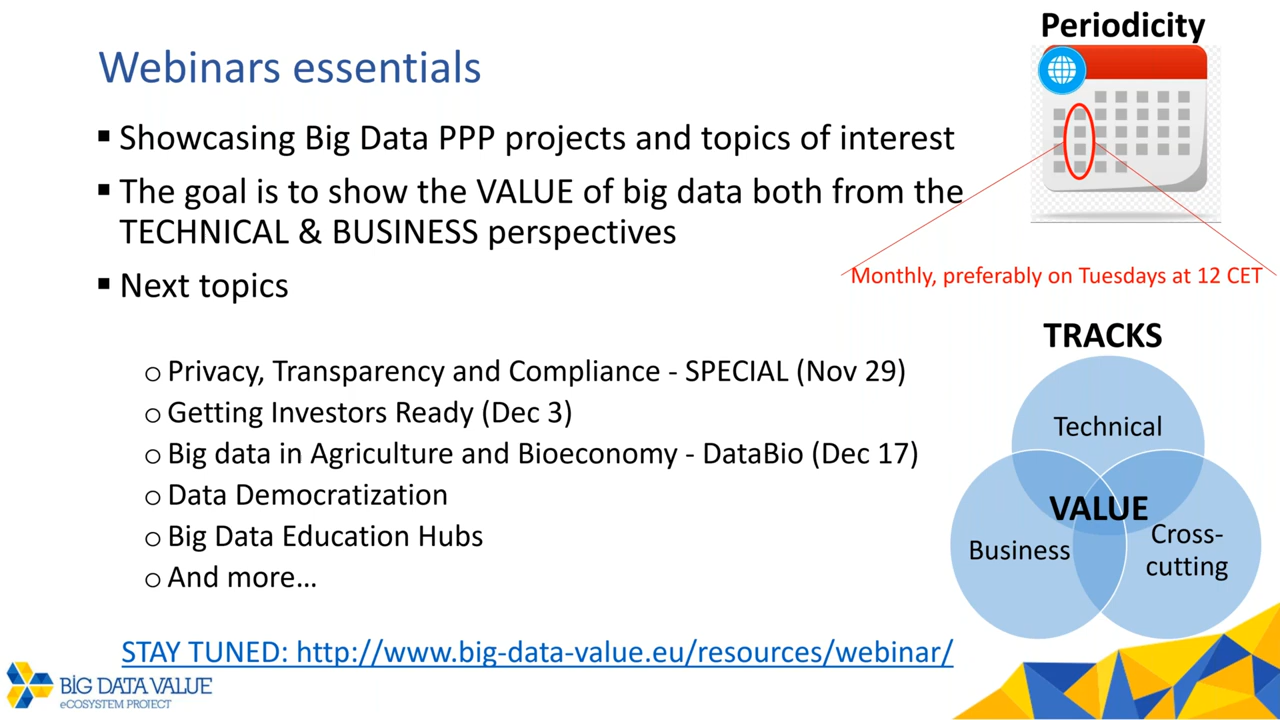 Webinars essentials
▪ Showcasing Big Data PPP projects and topics of interest
▪ The goal is to show the VALUE of big data both from the
TECHNICAL & BUSINESS perspectives
▪ Next topics
o Privacy, Transparency and Compliance - SPECIAL (Nov 29)
o Getting Investors Ready (Dec 3)
o Big data in Agriculture and Bioeconomy - DataBio (Dec 17)
o Data Democratization
o Big Data Education Hubs
o And more…
STAY TUNED: http://www.big-data-value.eu/resources/webinar/
Periodicity
Monthly, preferably on Tuesdays at 12 CET
TRACKS
Technical
VALUE
Business
Cross-
cutting
BIG DATA VALUE
eCOSYSTEM PROJECT